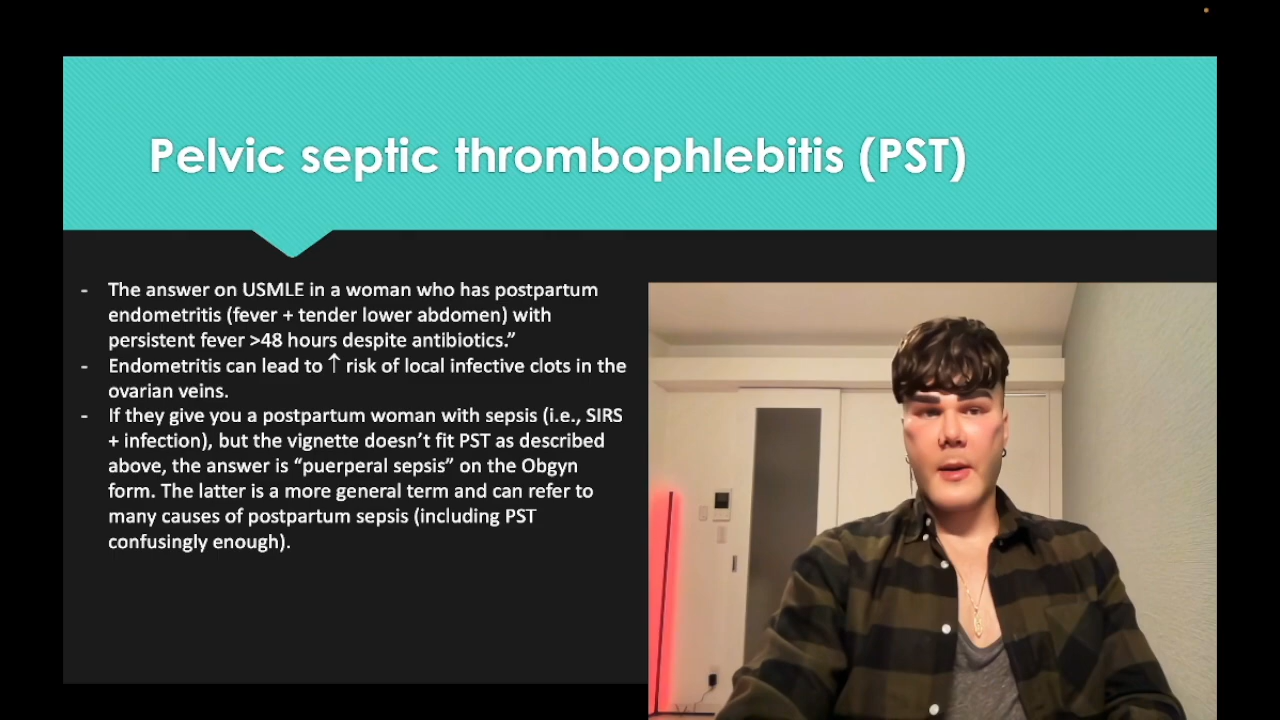 Pelvic septic thrombophlebitis (PST)
- The answer on USMLE in a woman who has postpartum
endometritis (fever + tender lower abdomen) with
persistent fever >48 hours despite antibiotics.”
- Endometritis can lead to ↑ risk of local infective clots in the
ovarian veins.
- If they give you a postpartum woman with sepsis (i.e., SIRS
+ infection), but the vignette doesn’t fit PST as described
above, the answer is “puerperal sepsis” on the Obgyn
form. The latter is a more general term and can refer to
many causes of postpartum sepsis (including PST
confusingly enough).